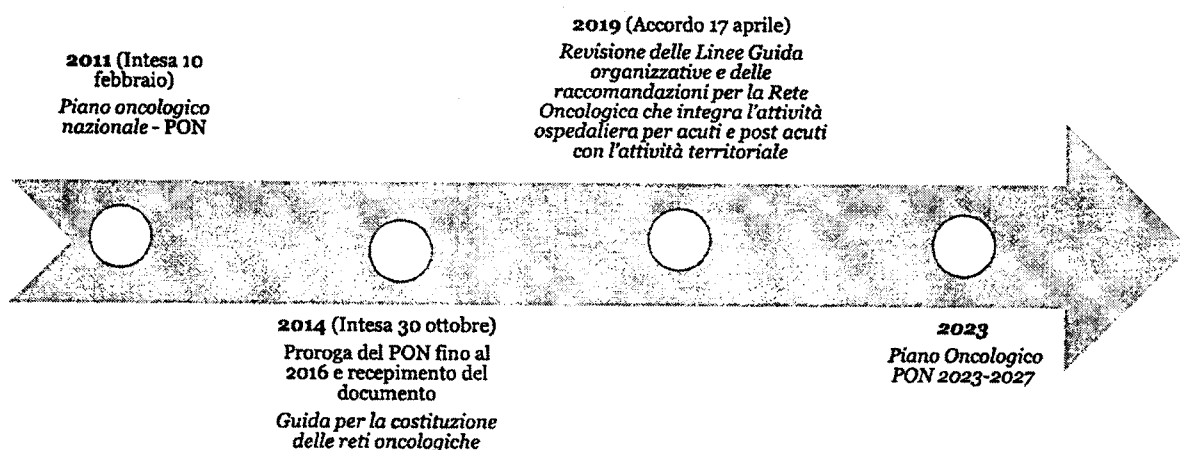 2011 (Intesa 10
febbraio)
Piano oncologico
nazionale - PON
2014 (Intesa 30 ottobre)
Proroga del PON fino al
2016 e recepimento del
documento
Guida per la costituzione
delle reti oncologiche
2019 (Accordo 17 aprile)
Revisione delle Linee Guida
organizzative e delle
raccomandazioni per la Rete
Oncologica che integra l'attività
ospedaliera per acuti e post acuti
con l'attività territoriale
2023
Piano Oncologico
PON 2023-2027